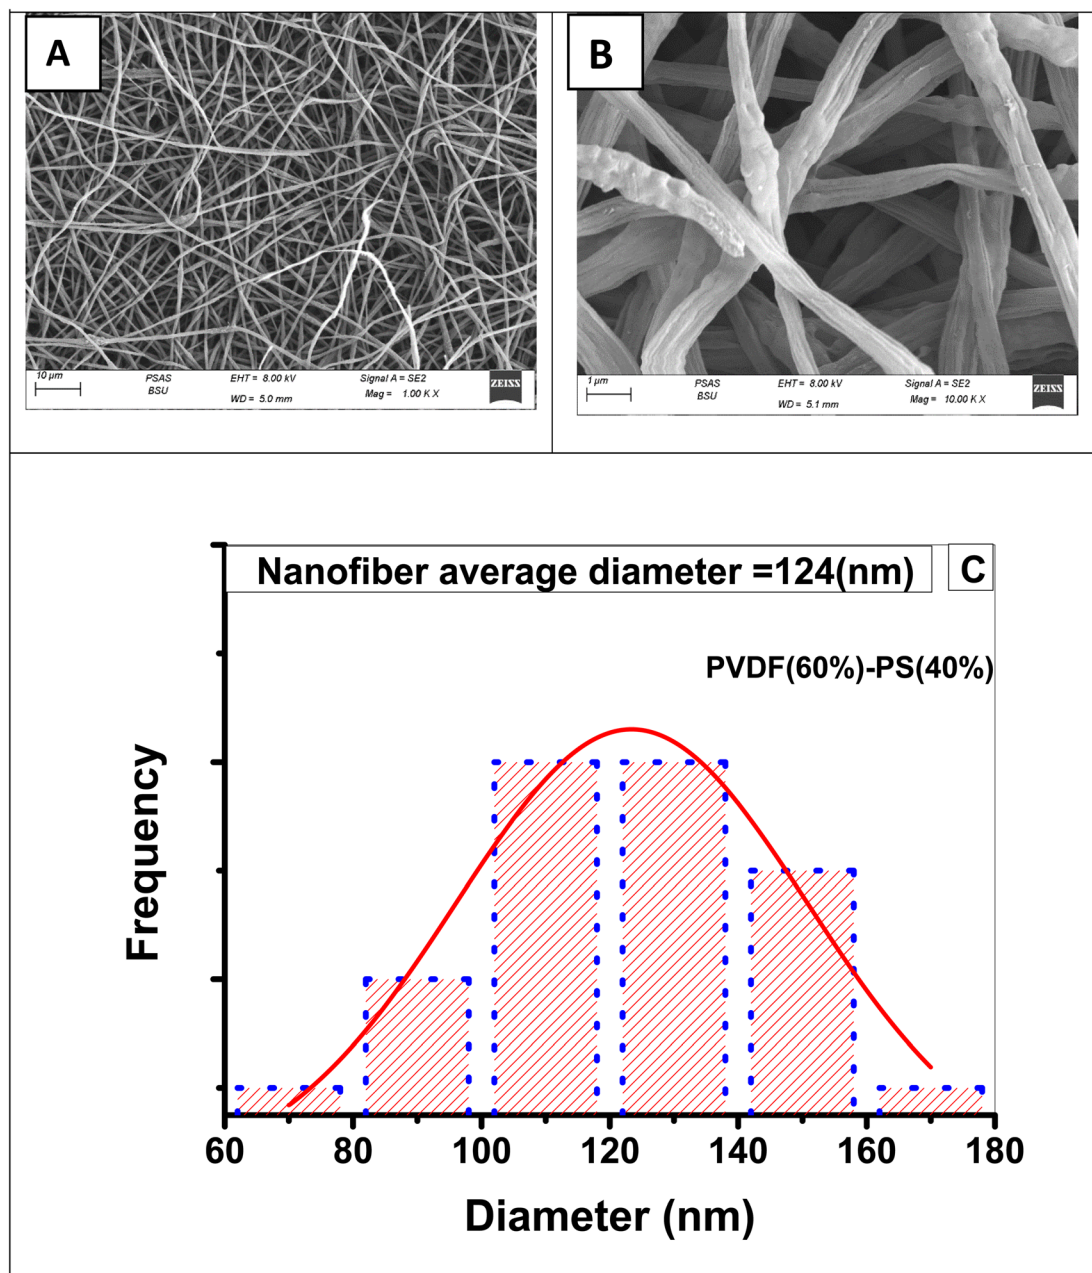 A
10 µm
PSAS
BSU
EHT = 8.00 kV
WD = 5.0 mm
Signal A = SE2
Mag = 1.00 K X
ZEISS
B
1 µm
PSAS
BSU
EHT = 8.00 kV
WD = 5.1 mm
Signal A = SE2
Mag = 10.00 K X
ZEISS
Nanofiber average diameter =124(nm)
C
PVDF(60%)-PS(40%)
Frequency
60 80 100 120 140 160 180
Diameter (nm)